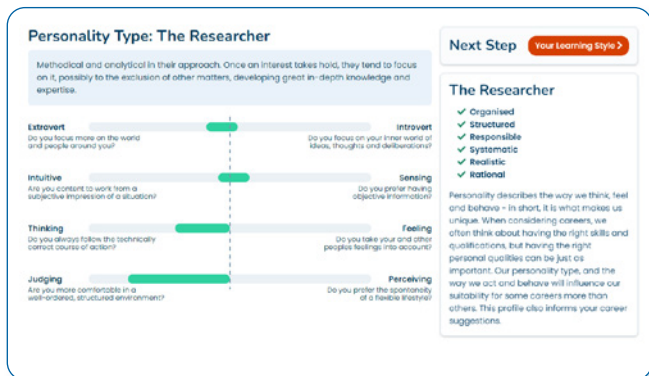 Personality Type: The Researcher
Methodical and analytical in their approach. Once an interest takes hold, they tend to focus
on it, possibly to the exclusion of other matters, developing great in-depth knowledge and
expertise.
Extrovert
Introvert
Do you focus more on the world
and people around you?
Do you focus on your inner world of
ideas, thoughts and deliberations?
Intuitive
Sensing
Are you content to work from a
subjective impression of a situation?
Do you prefer having
objective information?
Thinking
Feeling
Do you always follow the technically
correct course of action?
Do you take your and other
peoples feelings into account?
Judging
Perceiving
Are you more comfortable in a
well-ordered, structured environment?
Do you prefer the spontaneity
of a flexible lifestyle?
Next Step
Your Learning Style >
The Researcher
Organised
Structured
Responsible
Systematic
Realistic
Rational
Personality describes the way we think, feel
and behave - in short, it is what makes us
unique. When considering careers, we
often think about having the right skills and
qualifications, but having the right
personal qualities can be just as
important. Our personality type, and the
way we act and behave will influence our
suitability for some careers more than
others. This profile also informs your career
suggestions.